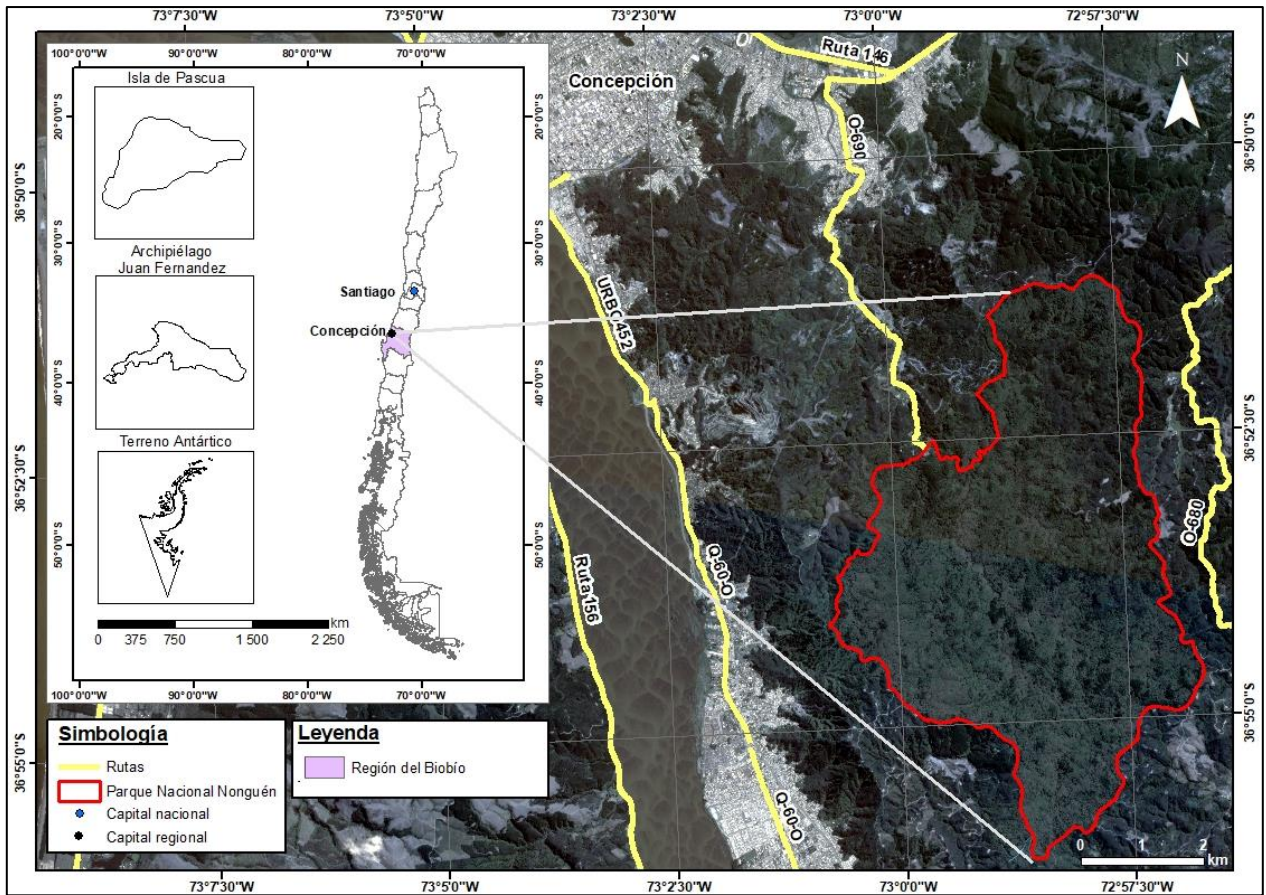 73°7'30"W
73°5'0"W
73°2'30"W
73°0'0"W
72°57'30"W
100°0'0"W
90°0'0"W
80°0'0"W
70°0'0"W
Isla de Pascua
Archipiélago
Juan Fernandez
Terreno Antártico
Santiago
Concepción
20°0'0"S
30°0'0"S
40°0'0"S
50°0'0"S
20°0'0"S
30°0'0"S
40°0'0"S
50°0'0"S
km
0 375 750 1 500 2 250
100°0'0"W
90°0'0"W
80°0'0"W
70°0'0"W
Simbología
Rutas
Parque Nacional Nonguén
Capital nacional
Capital regional
Leyenda
Región del Biobío
Concepción
Ruta 146
O-690
URBC 452
Ruta 156
Q-60-O
Q-60-O
O-680
N
0 1 2
km
36°50'0"S
36°52'30"S
36°55'0"S
36°50'0"S
36°52'30"S
36°55'0"S
73°7'30"W
73°5'0"W
73°2'30"W
73°0'0"W
72°57'30"W